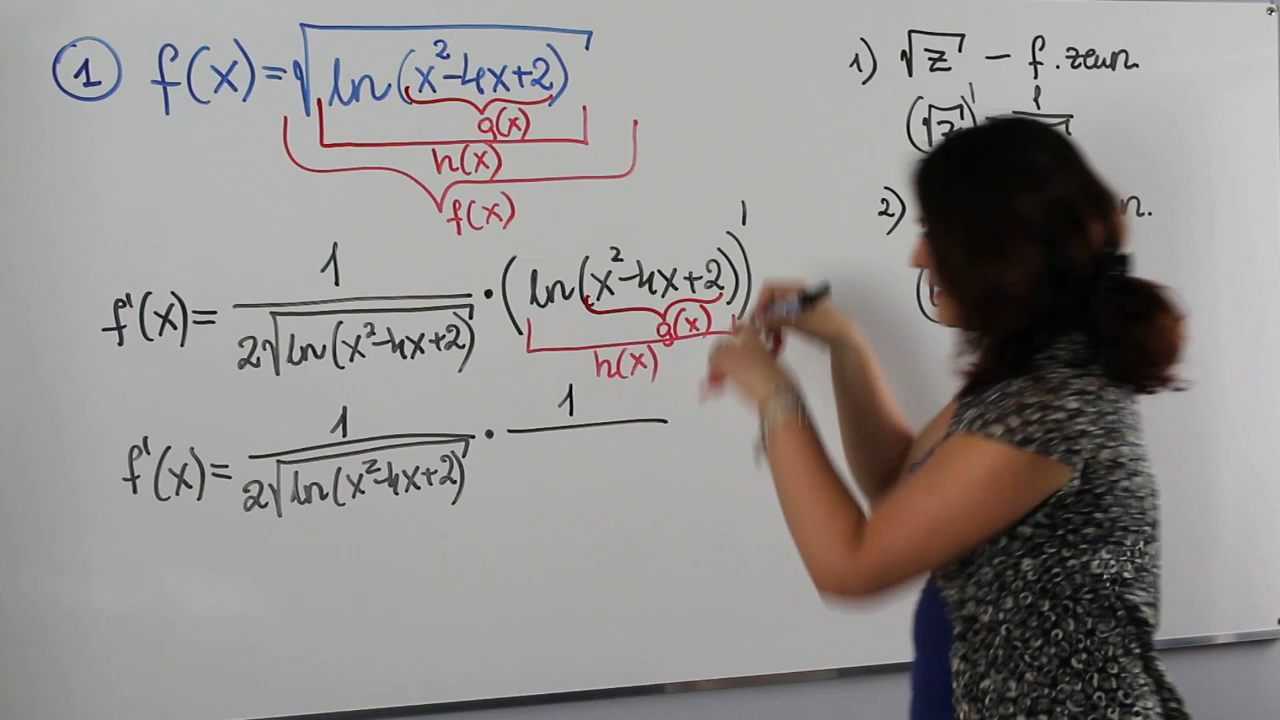 ① f(x)=√ln(x²-4x+2)
g(x)
h(x)
f(x)
f'(x)= 1/(2√ln(x²-4x+2)) · (ln(x²-4x+2))'
g(x)
h(x)
f'(x)= 1/(2√ln(x²-4x+2)) · 1/
1) √z - f. zewn.
(√z)' 1
2) n.